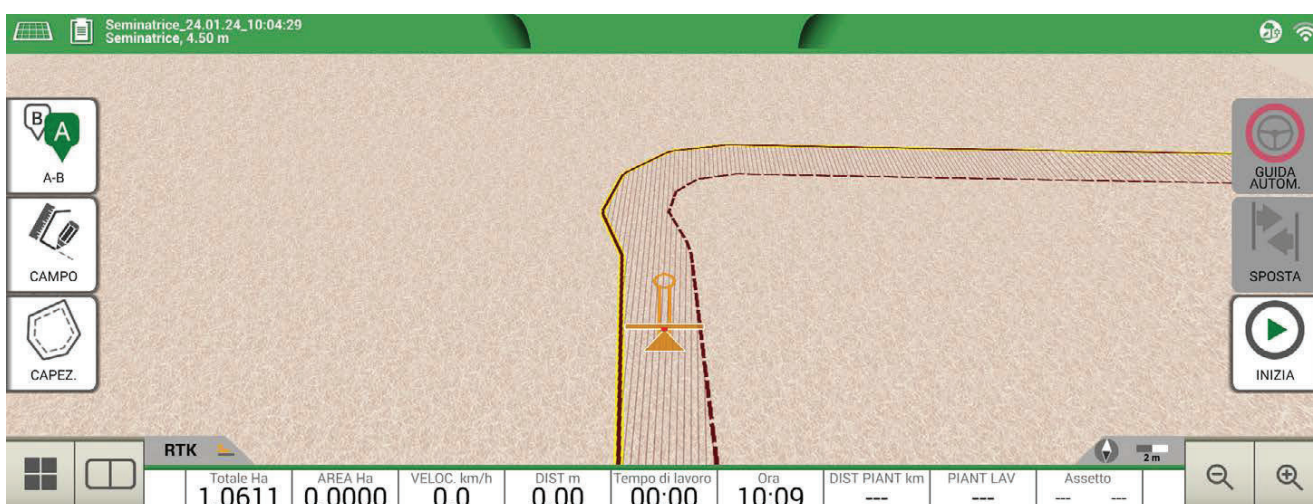 Seminatrice_24.01.24_10:04:29
Seminatrice, 4.50 m
B
A
A-B
CAMPO
CAPEZ.
GUIDA
AUTOM.
SPOSTA
INIZIA
RTK
2 m
Totale Ha
AREA Ha
VELOC. km/h
DIST m
Tempo di lavoro
Ora
DIST PIANT km
PIANT LAV
Assetto
1.0611
0.0000
0.0
0.00
00:00
10:09
---
---
--- ---